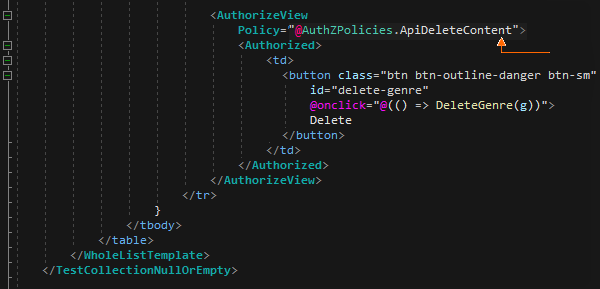 <AuthorizeView
Policy="@AuthZPolicies.ApiDeleteContent">
<Authorized>
<td>
<button class="btn btn-outline-danger btn-sm"
id="delete-genre"
@onclick="@(() => DeleteGenre(g))">
Delete
</button>
</td>
</Authorized>
</AuthorizeView>
</tr>
}
</tbody>
</table>
</WholeListTemplate>
</TestCollectionNullOrEmpty>